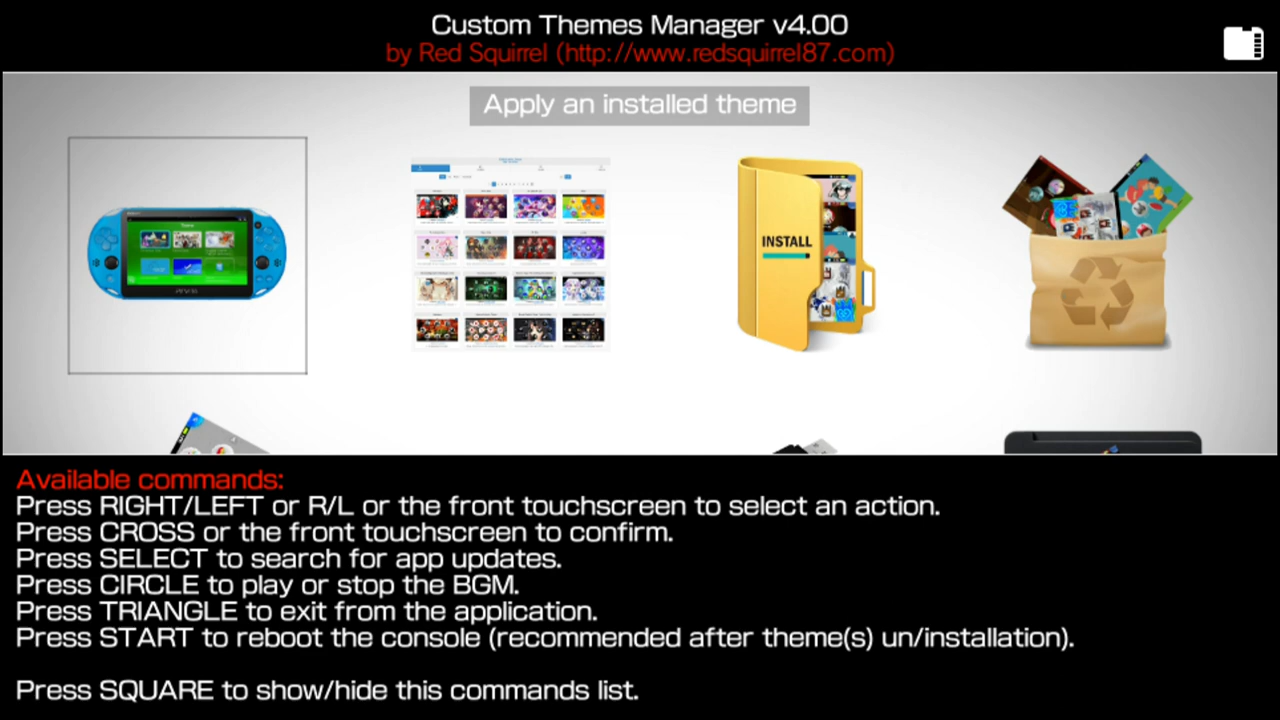 Custom Themes Manager v4.00
by Red Squirrel (http://www.redsquirrel87.com)
Apply an installed theme
INSTALL
Available commands:
Press RIGHT/LEFT or R/L or the front touchscreen to select an action.
Press CROSS or the front touchscreen to confirm.
Press SELECT to search for app updates.
Press CIRCLE to play or stop the BGM.
Press TRIANGLE to exit from the application.
Press START to reboot the console (recommended after theme(s) un/installation).
Press SQUARE to show/hide this commands list.